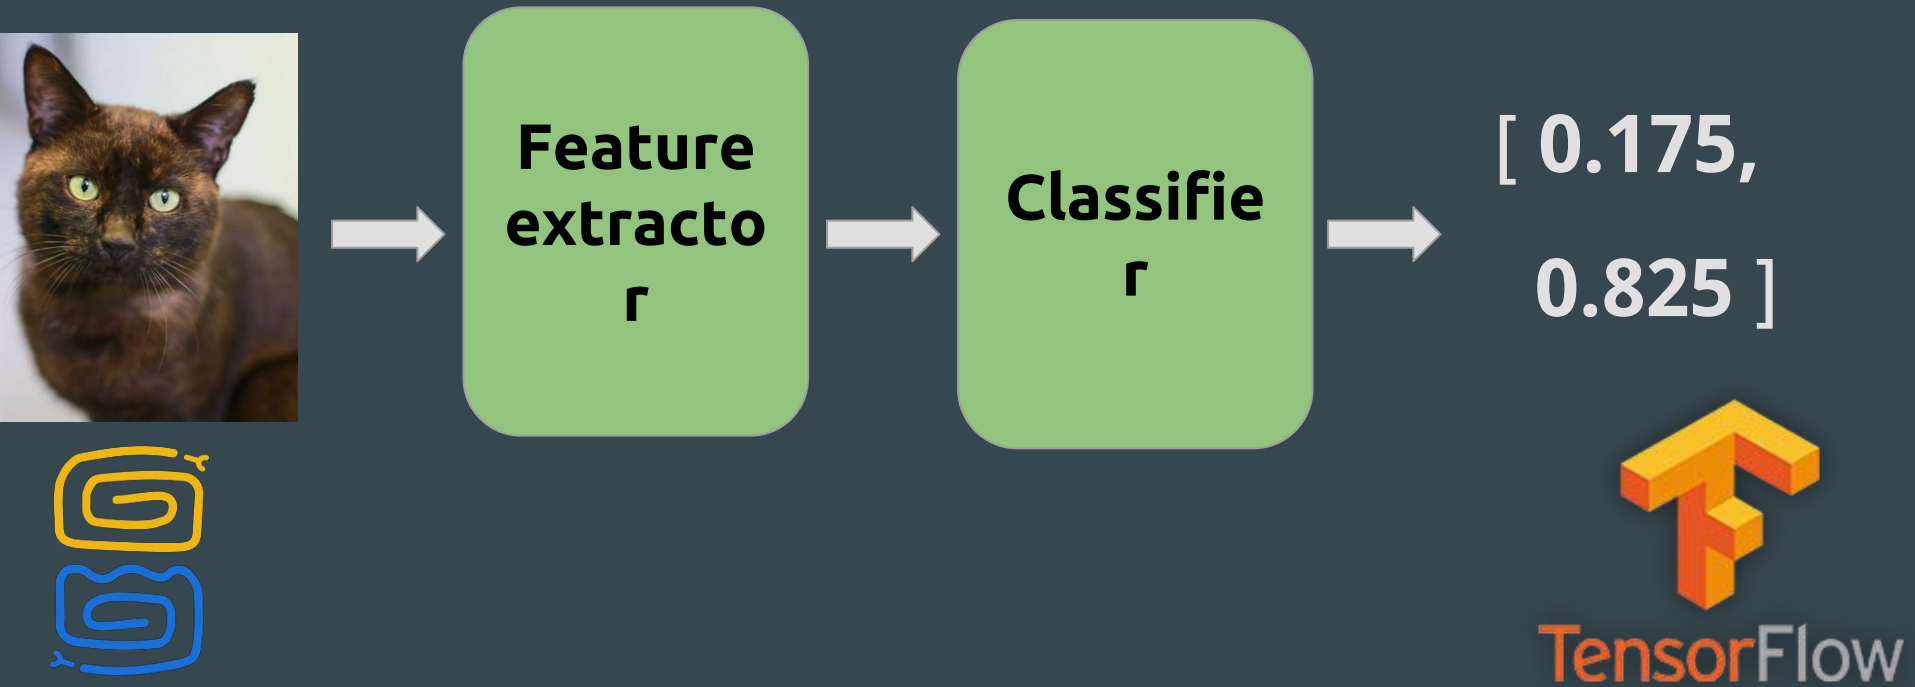 Feature
extracto
r
Classifie
r
[ 0.175,
0.825 ]
TensorFlow